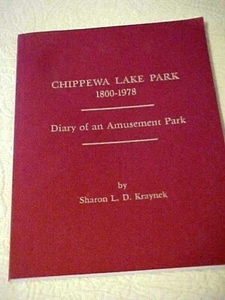 CHIPPEWA LAKE PARK
1800-1978
Diary of an Amusement Park
by
Sharon L. D. Kraynek